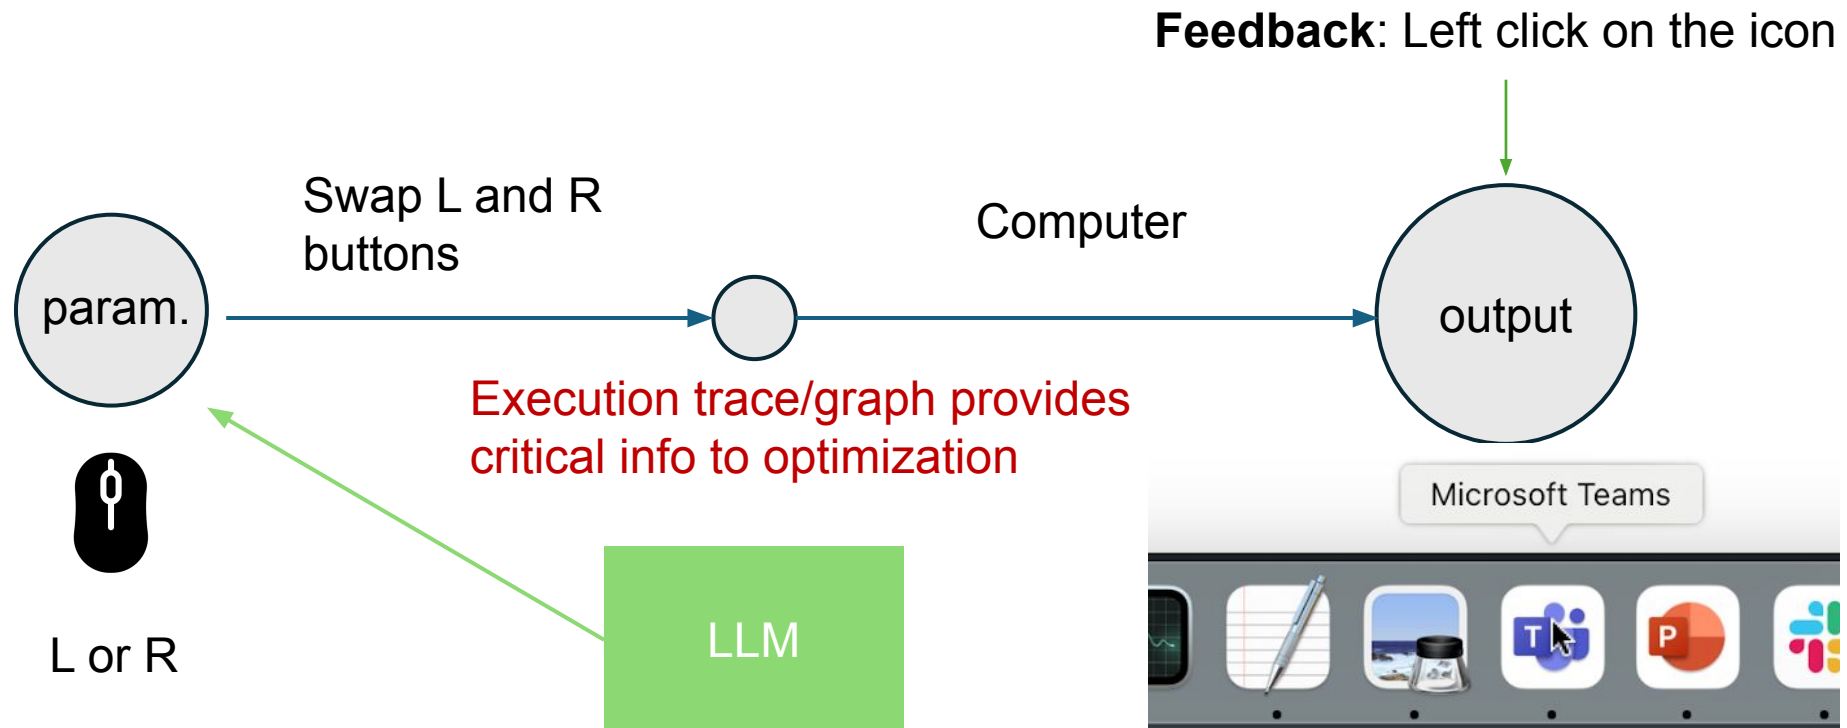 Feedback: Left click on the icon
Swap L and R
buttons
Computer
param.
output
Execution trace/graph provides
critical info to optimization
Microsoft Teams
LLM
L or R
T
P